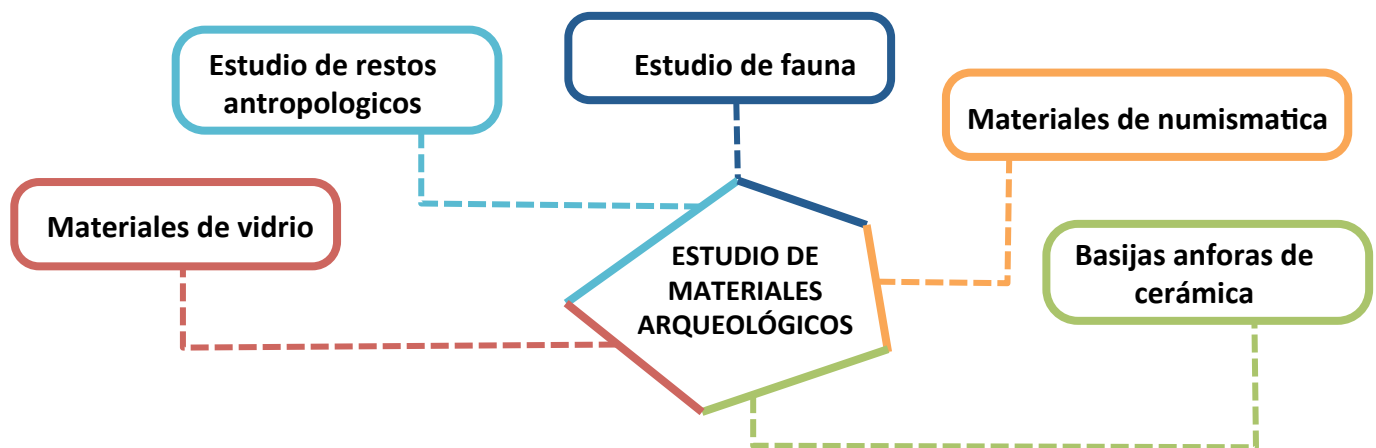 Estudio de restos
antropologicos
Estudio de fauna
Materiales de numismatica
Materiales de vidrio
ESTUDIO DE
MATERIALES
ARQUEOLÓGICOS
Basijas anforas de
cerámica